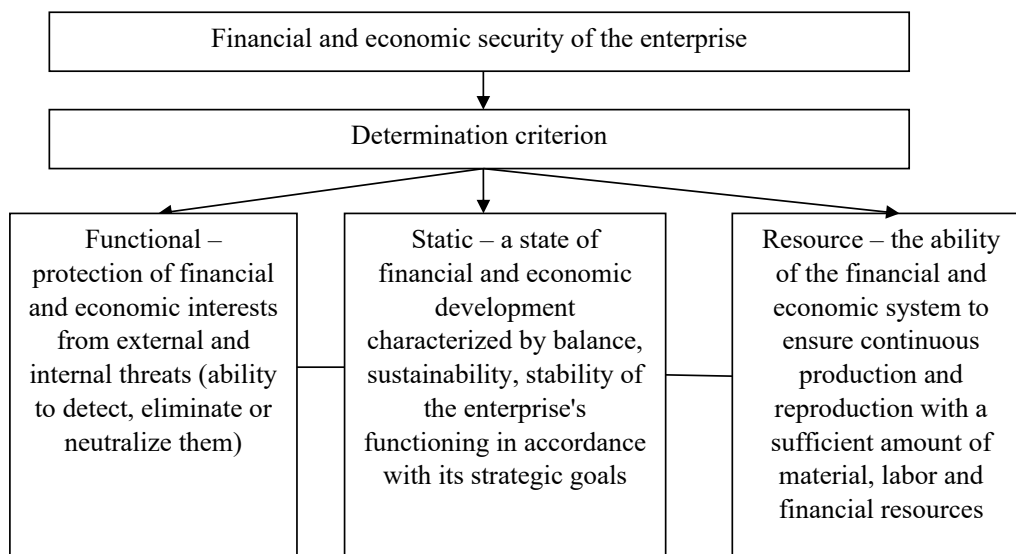 Financial and economic security of the enterprise
Determination criterion
Functional –
protection of financial
and economic interests
from external and
internal threats (ability
to detect, eliminate or
neutralize them)
Static – a state of
financial and economic
development
characterized by balance,
sustainability, stability of
the enterprise's
functioning in accordance
with its strategic goals
Resource – the ability
of the financial and
economic system to
ensure continuous
production and
reproduction with a
sufficient amount of
material, labor and
financial resources